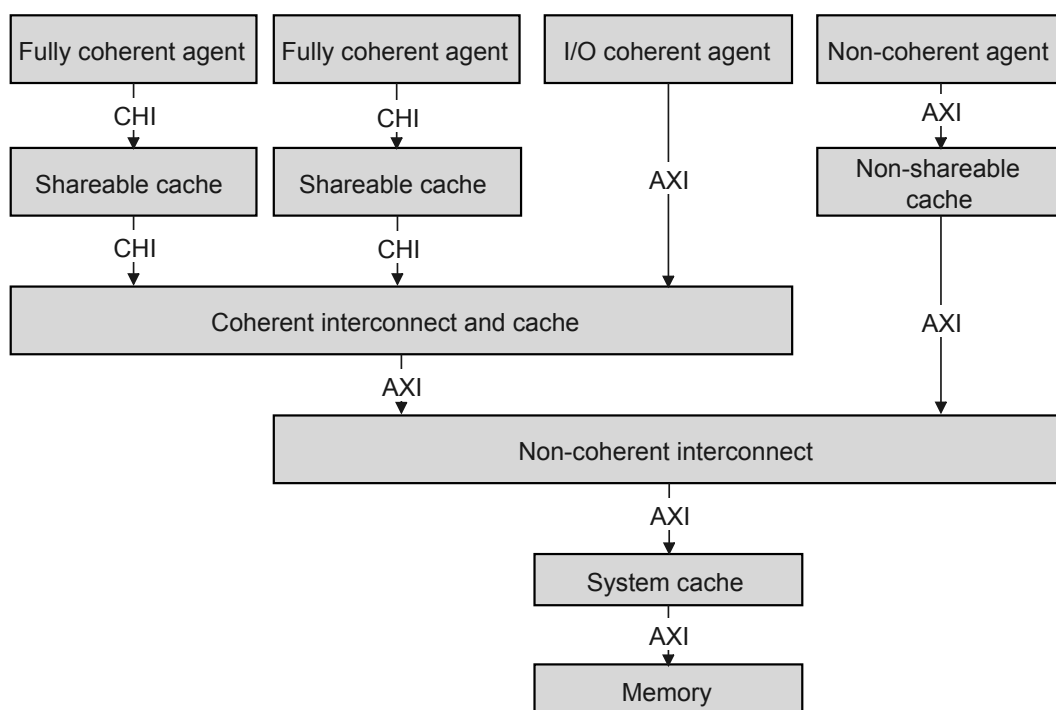 Fully coherent agent
Fully coherent agent
I/O coherent agent
Non-coherent agent
CHI
CHI
AXI
Shareable cache
Shareable cache
AXI
Non-shareable
cache
CHI
CHI
Coherent interconnect and cache
AXI
AXI
Non-coherent interconnect
AXI
System cache
AXI
Memory